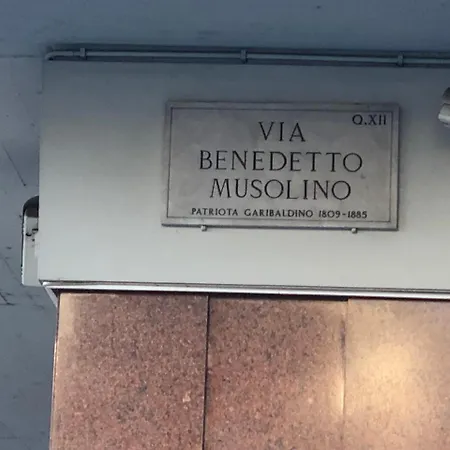 Q.XII
VIA
BENEDETTO
MUSOLINO
PATRIOTA GARIBALDINO 1809-1885